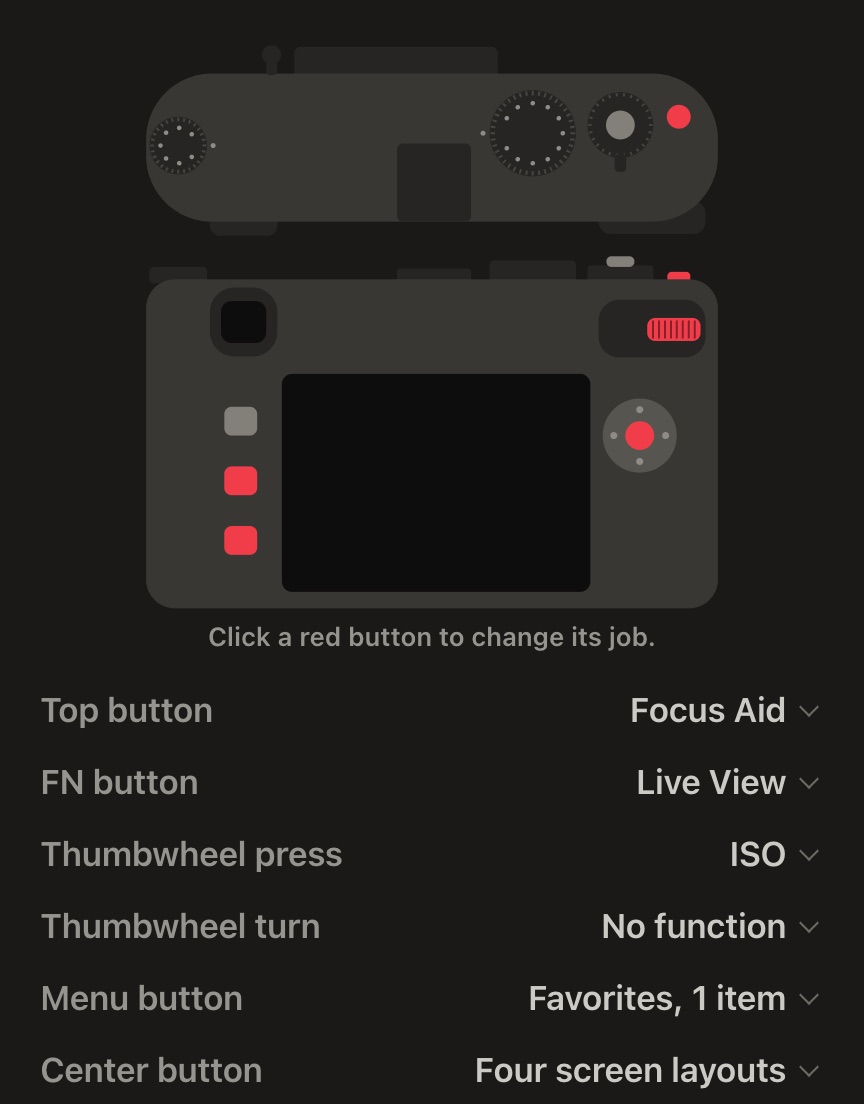 Click a red button to change its job.
Top button Focus Aid
FN button Live View
Thumbwheel press ISO
Thumbwheel turn No function
Menu button Favorites, 1 item
Center button Four screen layouts